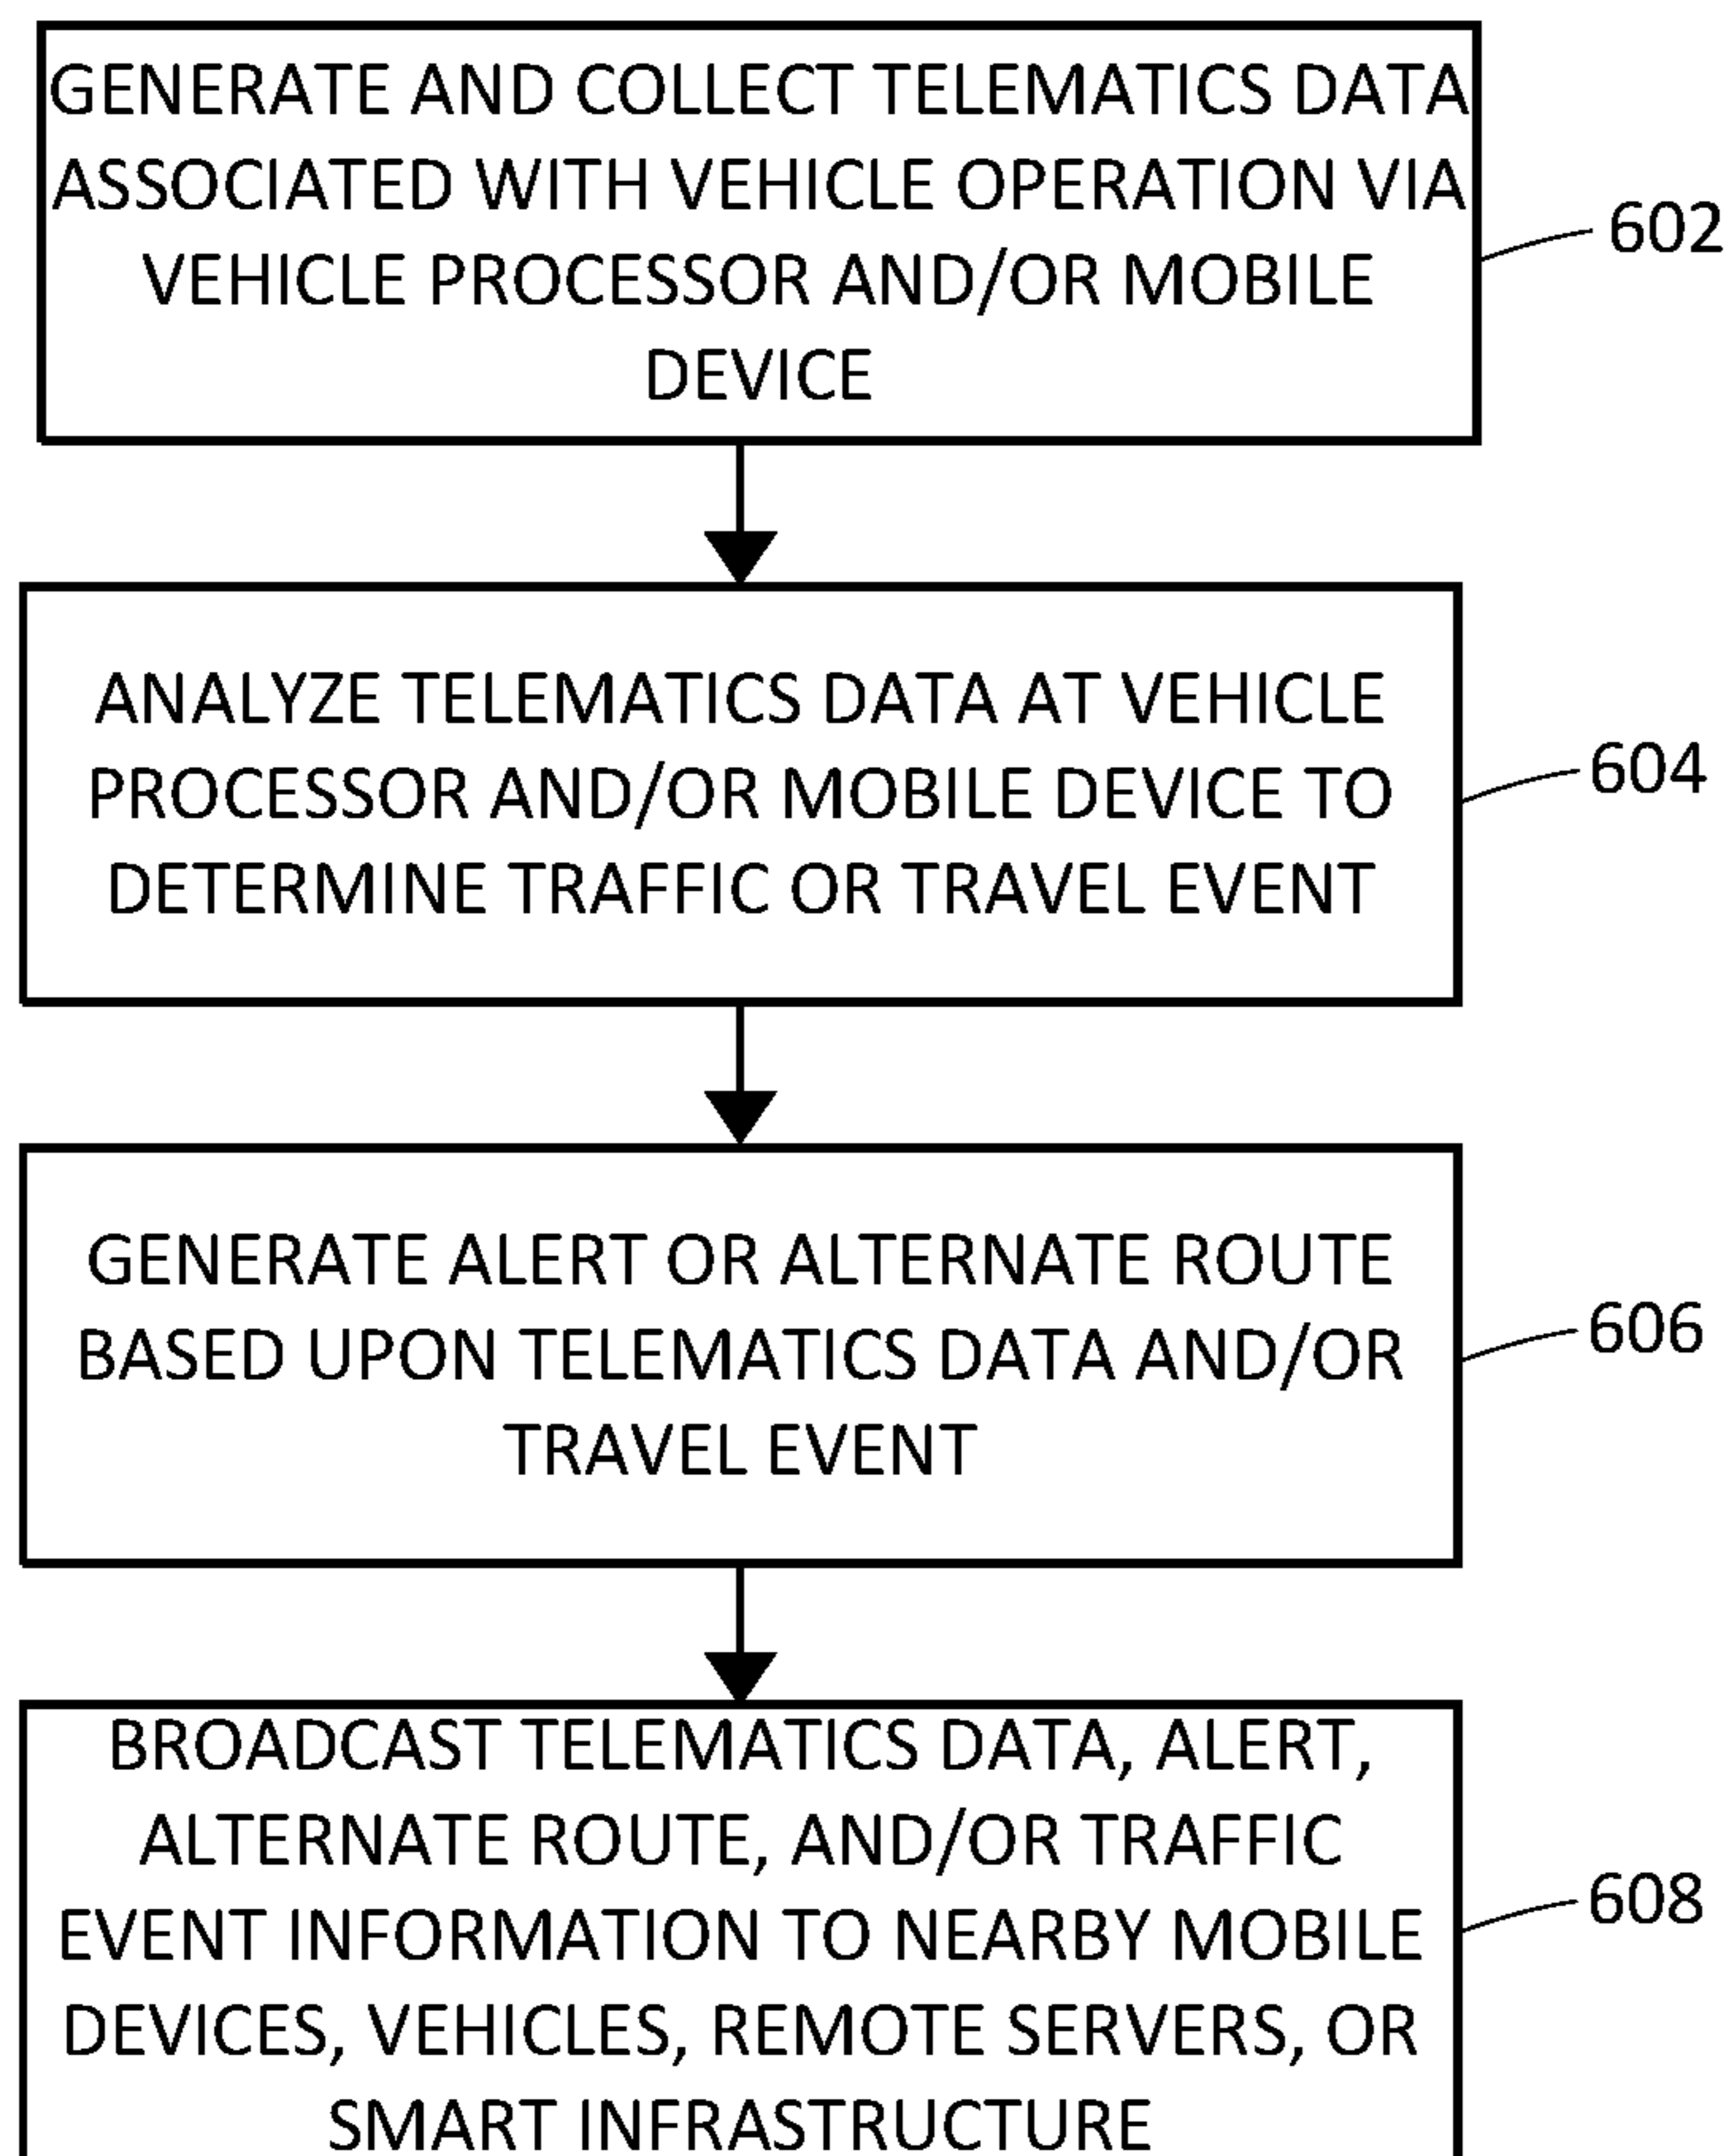 GENERATE AND COLLECT TELEMATICS DATA
ASSOCIATED WITH VEHICLE OPERATION VIA
VEHICLE PROCESSOR AND/OR MOBILE
DEVICE
602
ANALYZE TELEMATICS DATA AT VEHICLE
PROCESSOR AND/OR MOBILE DEVICE TO
DETERMINE TRAFFIC OR TRAVEL EVENT
604
GENERATE ALERT OR ALTERNATE ROUTE
BASED UPON TELEMATICS DATA AND/OR
TRAVEL EVENT
606
BROADCAST TELEMATICS DATA, ALERT,
ALTERNATE ROUTE, AND/OR TRAFFIC
EVENT INFORMATION TO NEARBY MOBILE
DEVICES, VEHICLES, REMOTE SERVERS, OR
SMART INFRASTRUCTURE
608